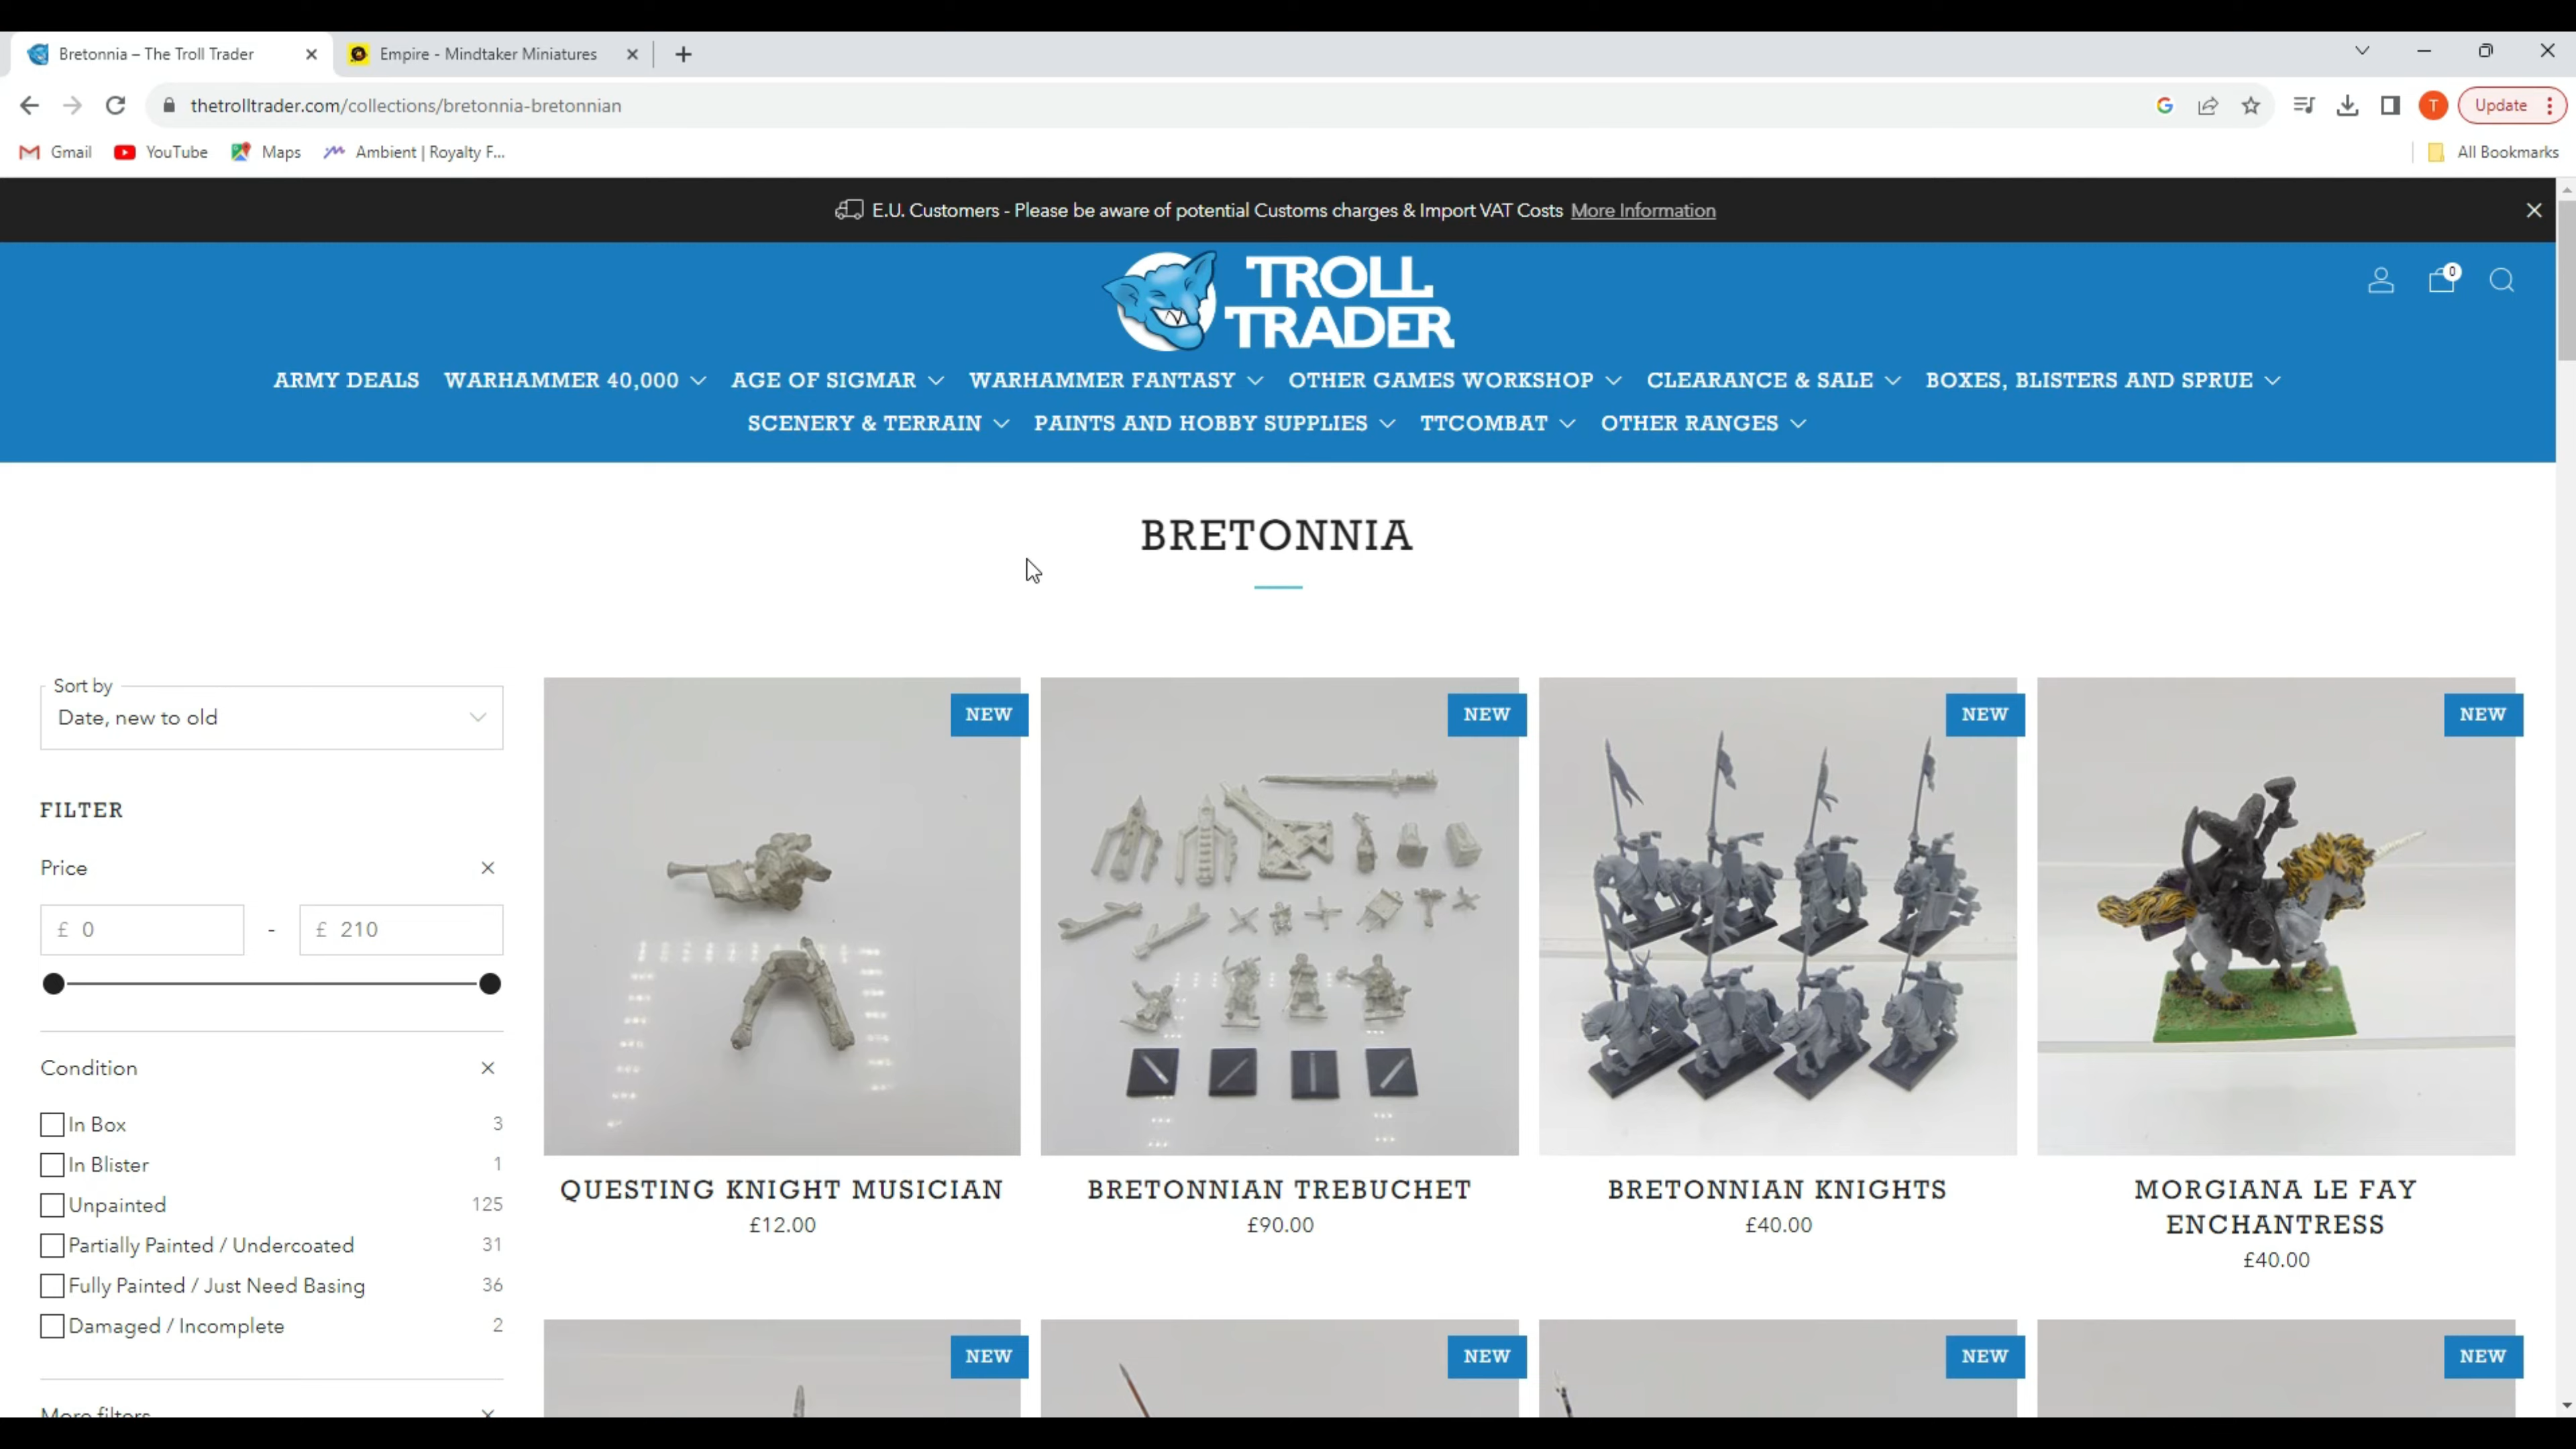 Bretonnia – The Troll Trader
Empire - Mindtaker Miniatures
thetrolltrader.com/collections/bretonnia-bretonnian
T
Update
Gmail
YouTube
Maps
Ambient | Royalty F...
All Bookmarks
E.U. Customers - Please be aware of potential Customs charges & Import VAT Costs More Information
TROLL
TRADER
0
ARMY DEALS WARHAMMER 40,000 AGE OF SIGMAR WARHAMMER FANTASY OTHER GAMES WORKSHOP CLEARANCE & SALE BOXES, BLISTERS AND SPRUE
SCENERY & TERRAIN PAINTS AND HOBBY SUPPLIES TTCOMBAT OTHER RANGES
BRETONNIA
Sort by
Date, new to old
FILTER
Price
£ 0 - £ 210
Condition
In Box 3
In Blister 1
Unpainted 125
Partially Painted / Undercoated 31
Fully Painted / Just Need Basing 36
Damaged / Incomplete 2
More filters
NEW
QUESTING KNIGHT MUSICIAN
£12.00
NEW
BRETONNIAN TREBUCHET
£90.00
NEW
BRETONNIAN KNIGHTS
£40.00
NEW
MORGIANA LE FAY
ENCHANTRESS
£40.00
NEW
NEW
NEW
NEW